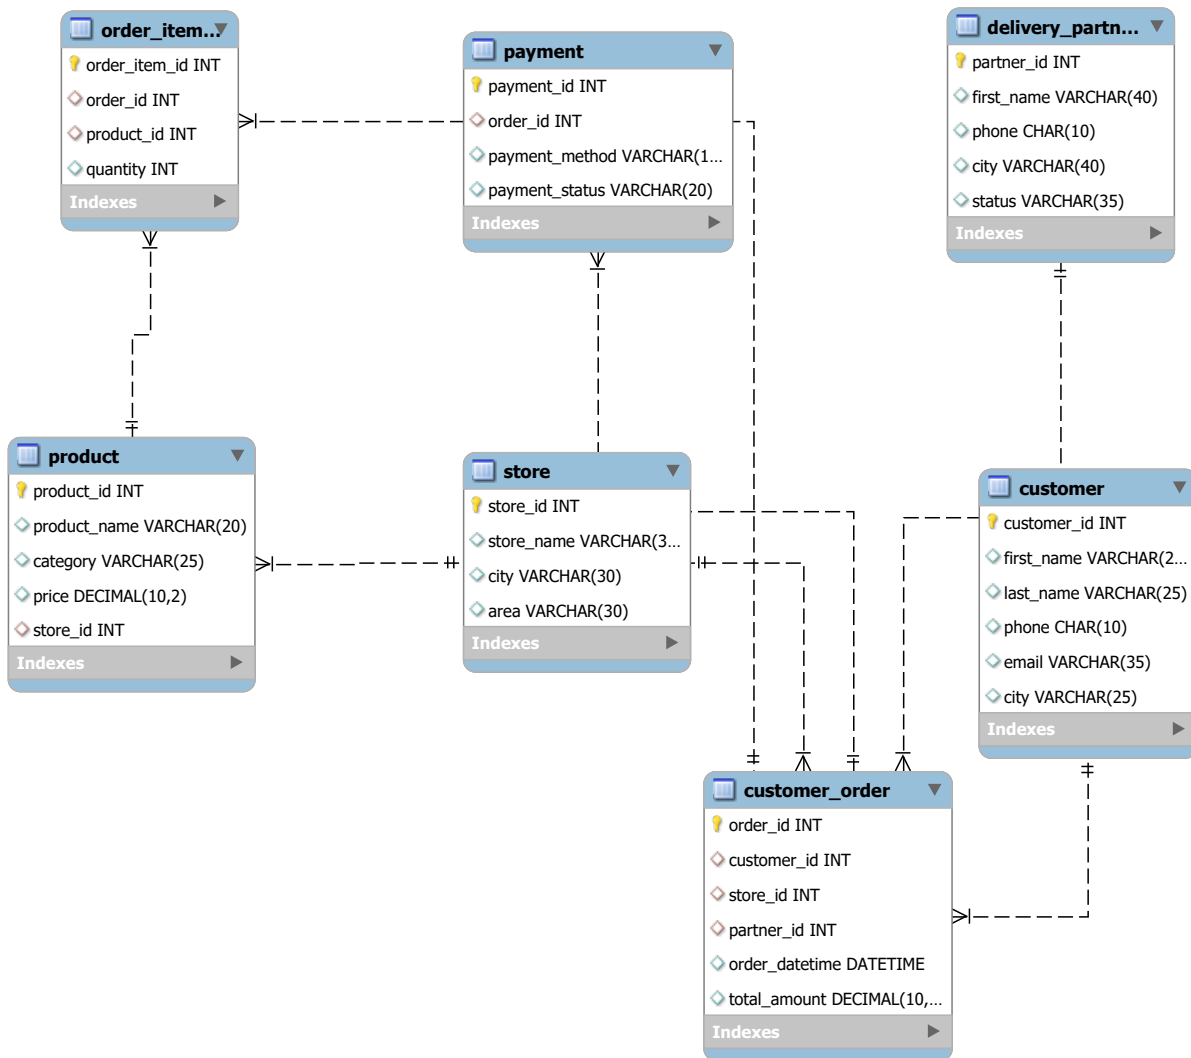 order_item...
order_item_id INT
order_id INT
product_id INT
quantity INT
Indexes
payment
payment_id INT
order_id INT
payment_method VARCHAR(1...
payment_status VARCHAR(20)
Indexes
delivery_partn...
partner_id INT
first_name VARCHAR(40)
phone CHAR(10)
city VARCHAR(40)
status VARCHAR(35)
Indexes
product
product_id INT
product_name VARCHAR(20)
category VARCHAR(25)
price DECIMAL(10,2)
store_id INT
Indexes
store
store_id INT
store_name VARCHAR(3...
city VARCHAR(30)
area VARCHAR(30)
Indexes
customer
customer_id INT
first_name VARCHAR(2...
last_name VARCHAR(25)
phone CHAR(10)
email VARCHAR(35)
city VARCHAR(25)
Indexes
customer_order
order_id INT
customer_id INT
store_id INT
partner_id INT
order_datetime DATETIME
total_amount DECIMAL(10,...
Indexes